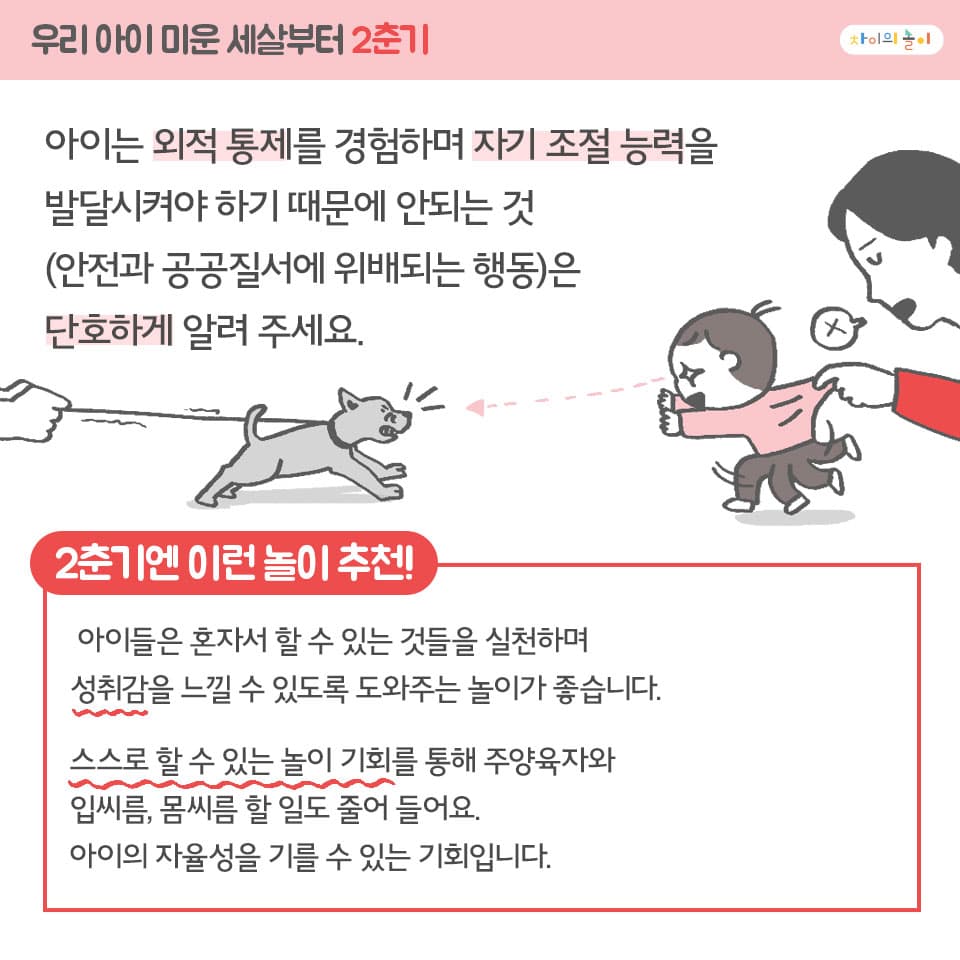 우리 아이 미운 세살부터 2춘기
차이의 놀이
아이는 외적 통제를 경험하며 자기 조절 능력을
발달시켜야 하기 때문에 안되는 것
(안전과 공공질서에 위배되는 행동)은
단호하게 알려 주세요.
2춘기엔 이런 놀이 추천!
아이들은 혼자서 할 수 있는 것들을 실천하며
성취감을 느낄 수 있도록 도와주는 놀이가 좋습니다.
스스로 할 수 있는 놀이 기회를 통해 주양육자와
입씨름, 몸씨름 할 일도 줄어 들어요.
아이의 자율성을 기를 수 있는 기회입니다.